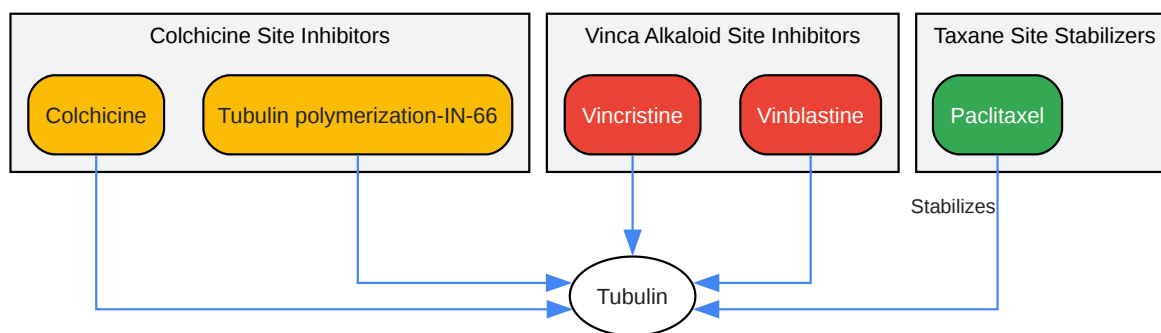 Colchicine Site Inhibitors
Vinca Alkaloid Site Inhibitors
Taxane Site Stabilizers
Colchicine
Tubulin polymerization-IN-66
Vincristine
Vinblastine
Paclitaxel
Stabilizes
Tubulin